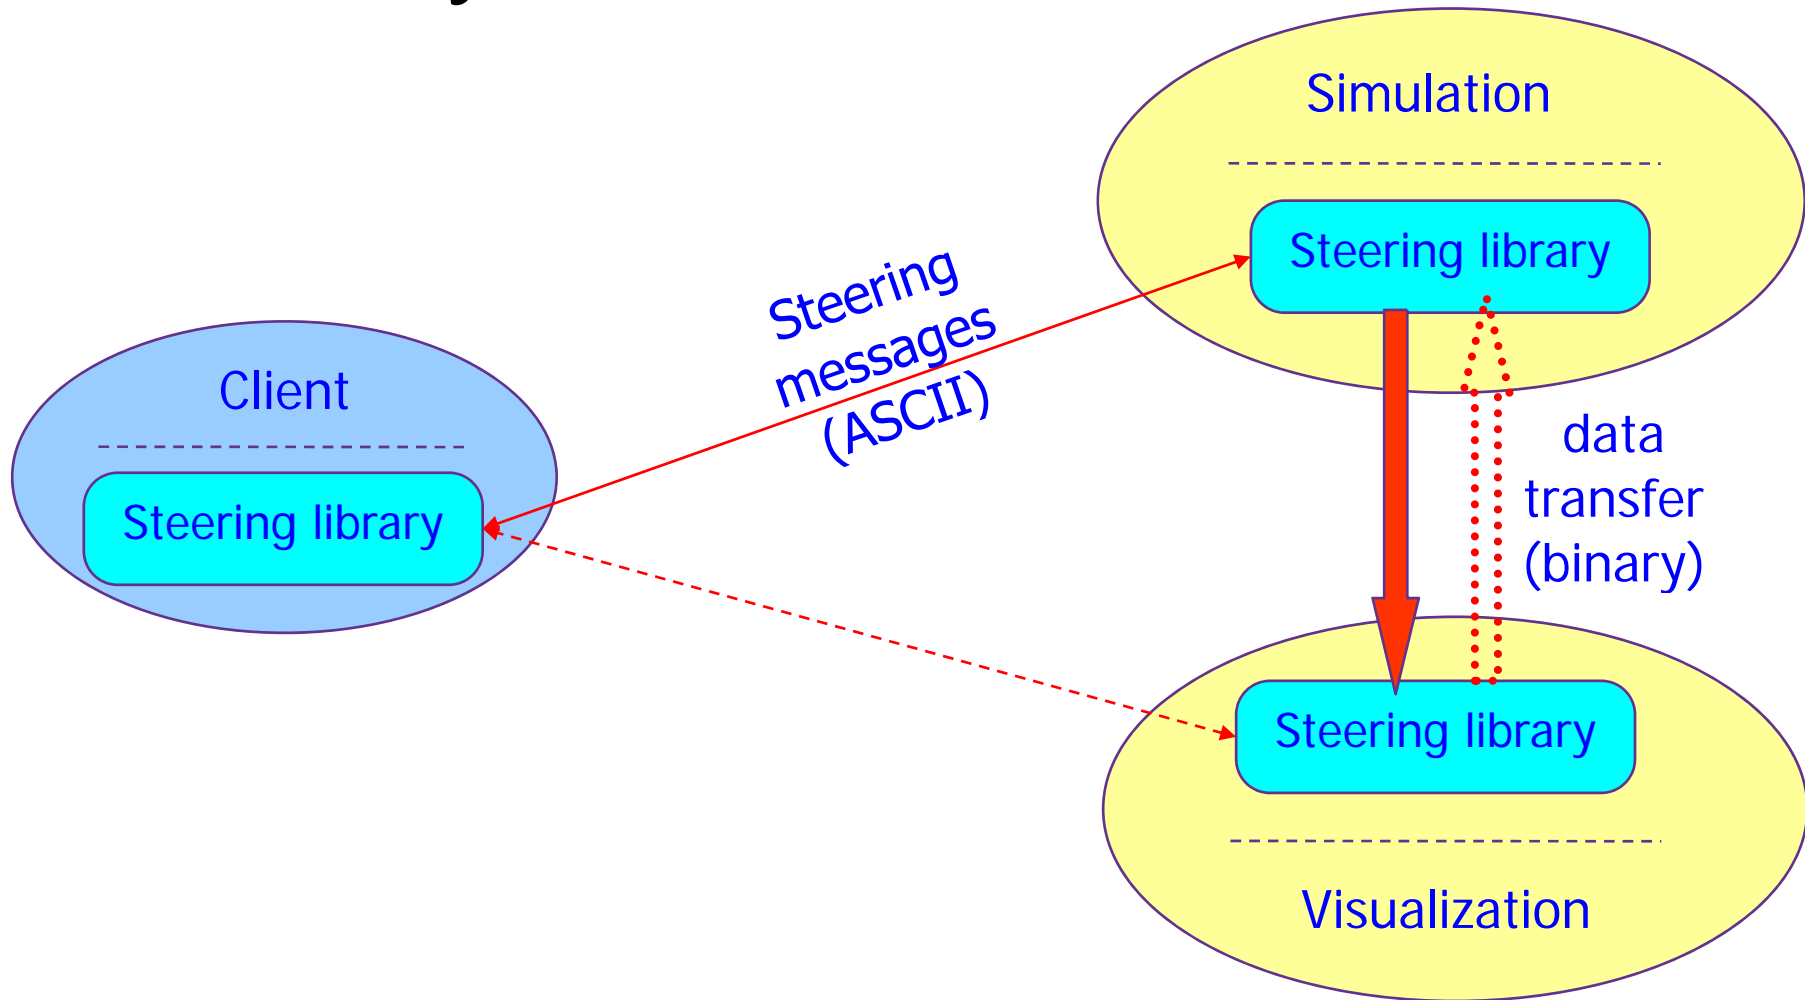 Simulation
Steering library
Steering
messages
(ASCII)
Client
Steering library
data
transfer
(binary)
Steering library
Visualization